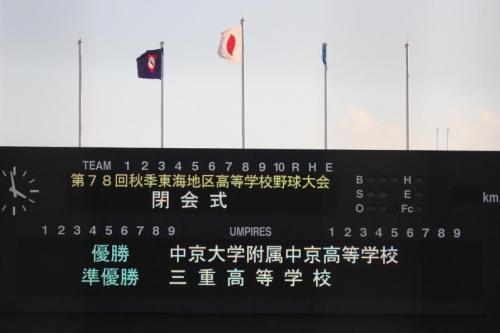 TEAM 1 2 3 4 5 6 7 8 9 10 R H E
第78回秋季東海地区高等学校野球大会
閉会式
B H
S E
O Fc
km
1 2 3 4 5 6 7 8 9 UMPIRES 1 2 3 4 5 6 7 8 9
優勝 中京大学附属中京高等学校
準優勝 三重高等学校